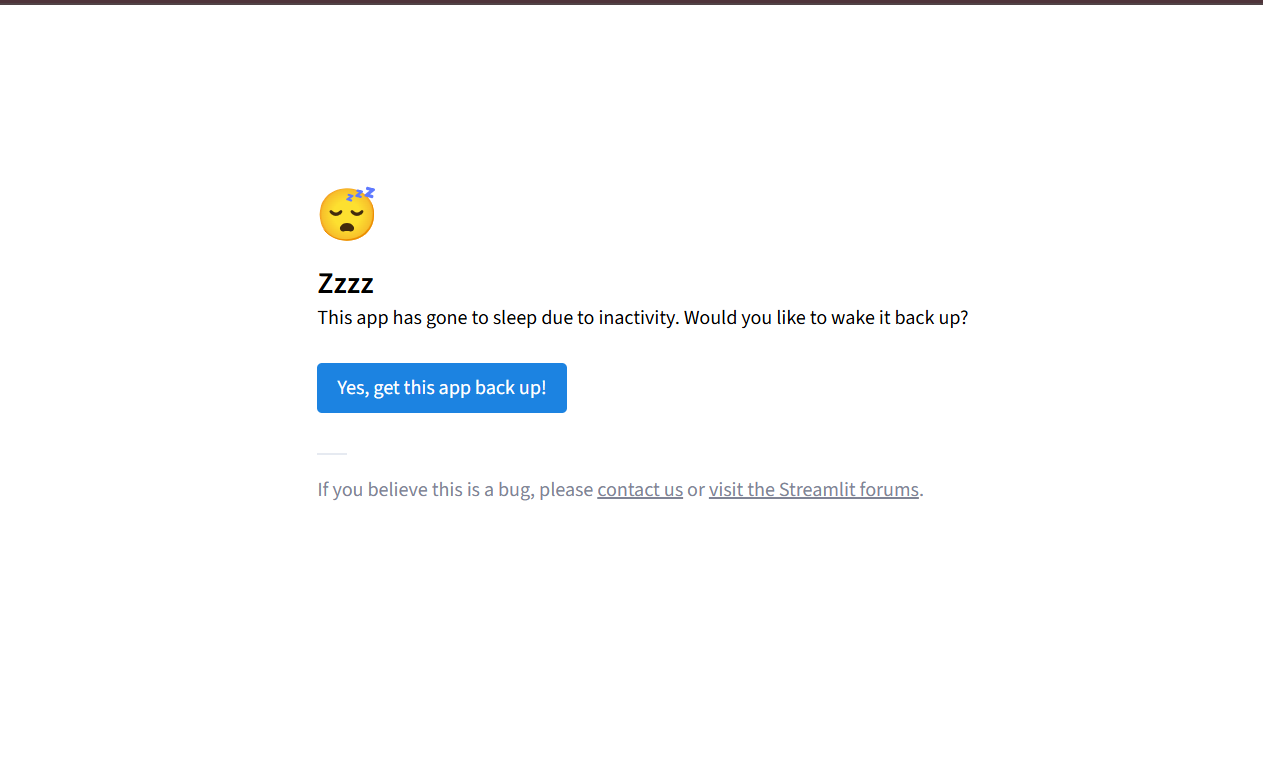 Zzzz
This app has gone to sleep due to inactivity. Would you like to wake it back up?
Yes, get this app back up!
If you believe this is a bug, please contact us or visit the Streamlit forums.